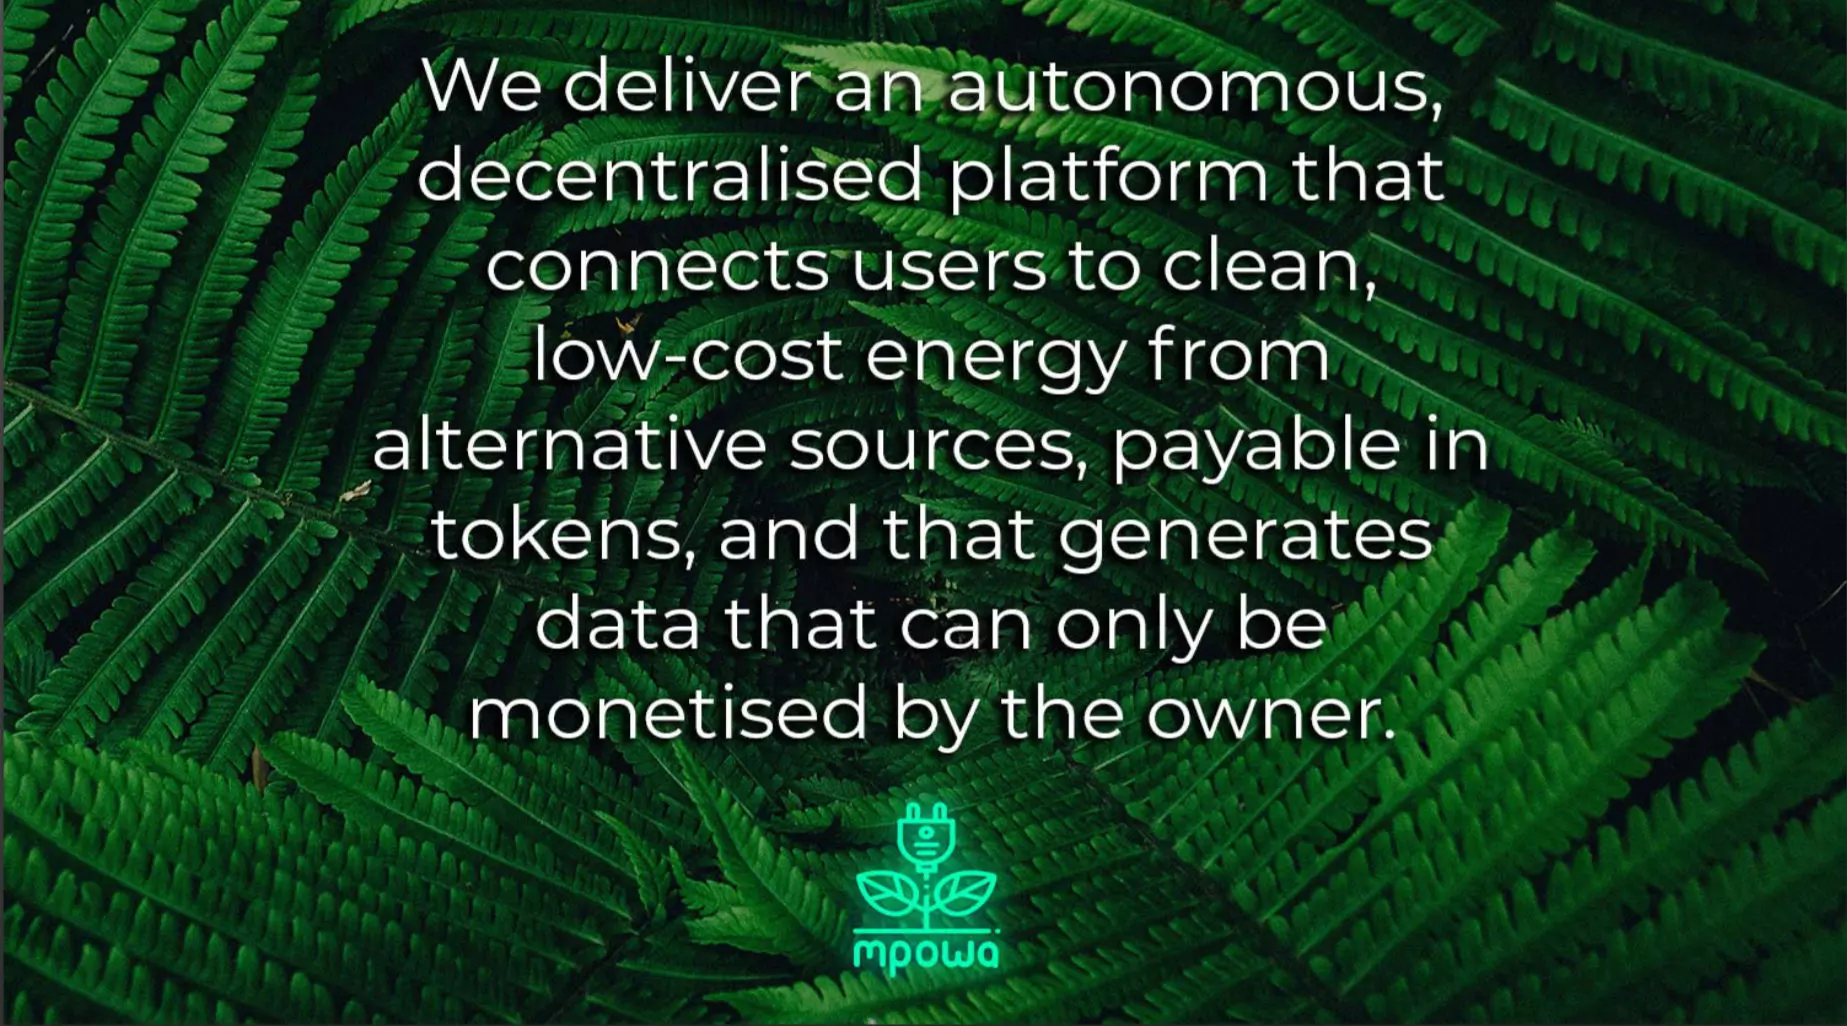 We deliver an autonomous,
decentralised platform that
connects users to clean,
low-cost energy from
alternative sources, payable in
tokens, and that generates
data that can only be
monetised by the owner.
mpowa